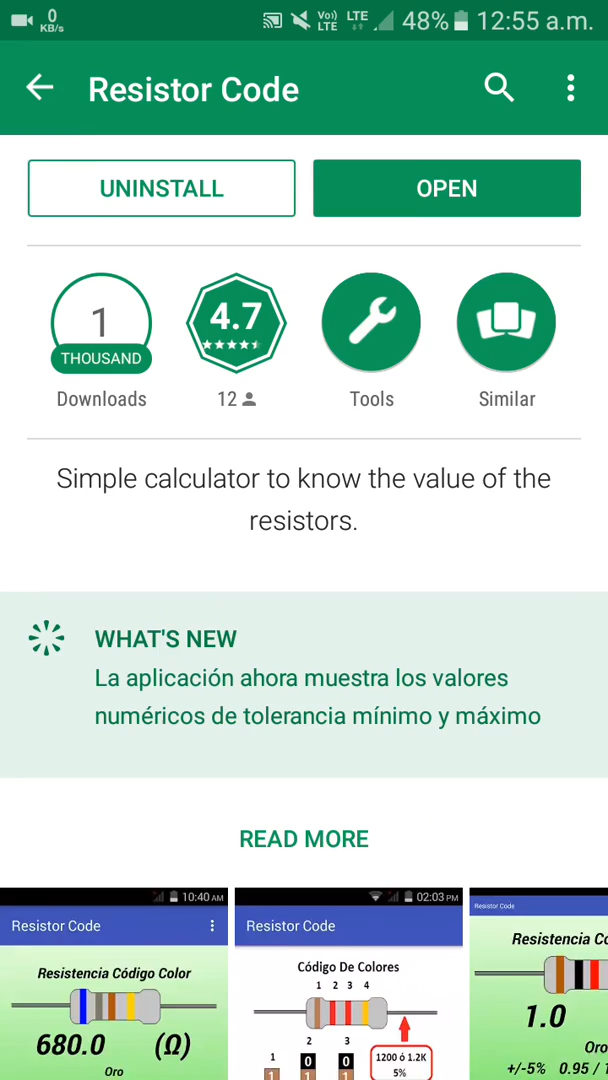 0
KB/s
Vo))
LTE
LTE
48%
12:55 a.m.
Resistor Code
UNINSTALL
OPEN
1
THOUSAND
Downloads
4.7
12
Tools
Similar
Simple calculator to know the value of the
resistors.
WHAT'S NEW
La aplicación ahora muestra los valores
numéricos de tolerancia mínimo y máximo
READ MORE
10:40 AM
Resistor Code
Resistencia Código Color
680.0 (Ω)
Oro
02:03 PM
Resistor Code
Código De Colores
1 2 3 4
2 3
1 0 0
1 1 1
1200 ó 1.2K
5%
Resistor Code
Resistencia Co
1.0
Oro
+/-5% 0.95 / 1